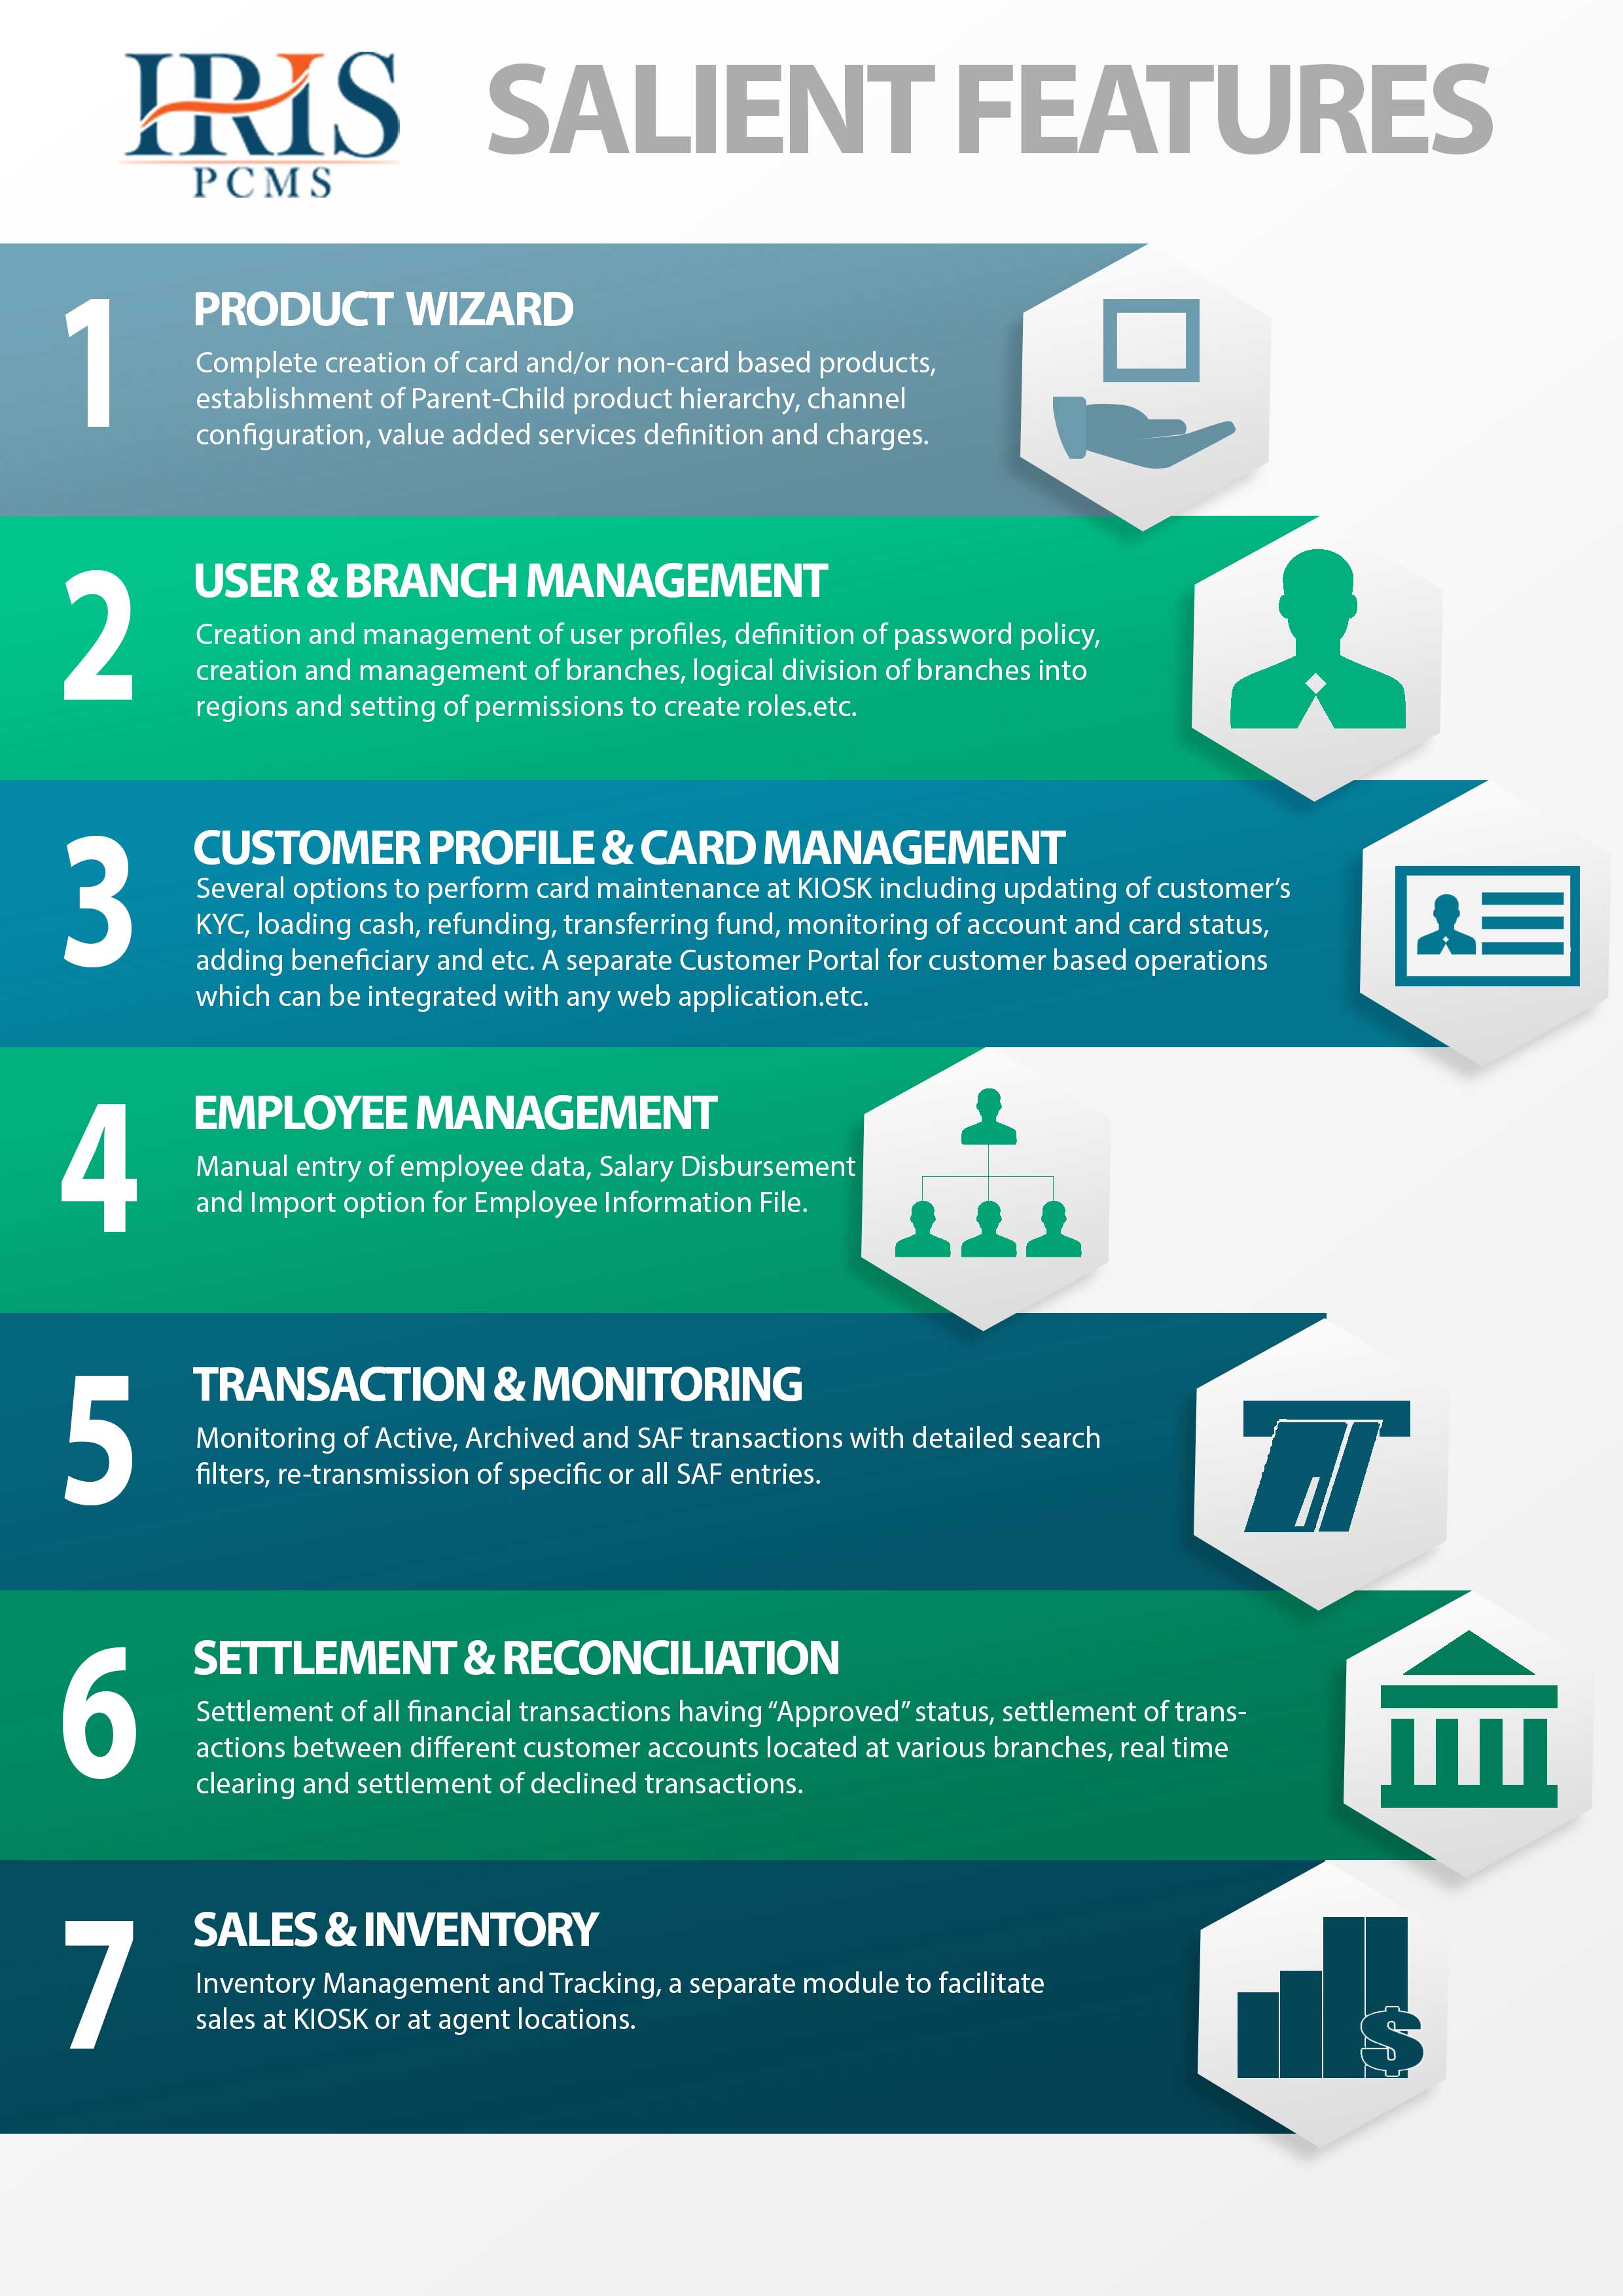 IRIS
PCMS
SALIENT FEATURES
1
PRODUCT WIZARD
Complete creation of card and/or non-card based products,
establishment of Parent-Child product hierarchy, channel
configuration, value added services definition and charges.
2
USER & BRANCH MANAGEMENT
Creation and management of user profiles, definition of password policy,
creation and management of branches, logical division of branches into
regions and setting of permissions to create roles.etc.
3
CUSTOMER PROFILE & CARD MANAGEMENT
Several options to perform card maintenance at KIOSK including updating of customer’s
KYC, loading cash, refunding, transferring fund, monitoring of account and card status,
adding beneficiary and etc. A separate Customer Portal for customer based operations
which can be integrated with any web application.etc.
4
EMPLOYEE MANAGEMENT
Manual entry of employee data, Salary Disbursement
and Import option for Employee Information File.
5
TRANSACTION & MONITORING
Monitoring of Active, Archived and SAF transactions with detailed search
filters, re-transmission of specific or all SAF entries.
6
SETTLEMENT & RECONCILIATION
Settlement of all financial transactions having “Approved” status, settlement of trans-
actions between different customer accounts located at various branches, real time
clearing and settlement of declined transactions.
7
SALES & INVENTORY
Inventory Management and Tracking, a separate module to facilitate
sales at KIOSK or at agent locations.
$